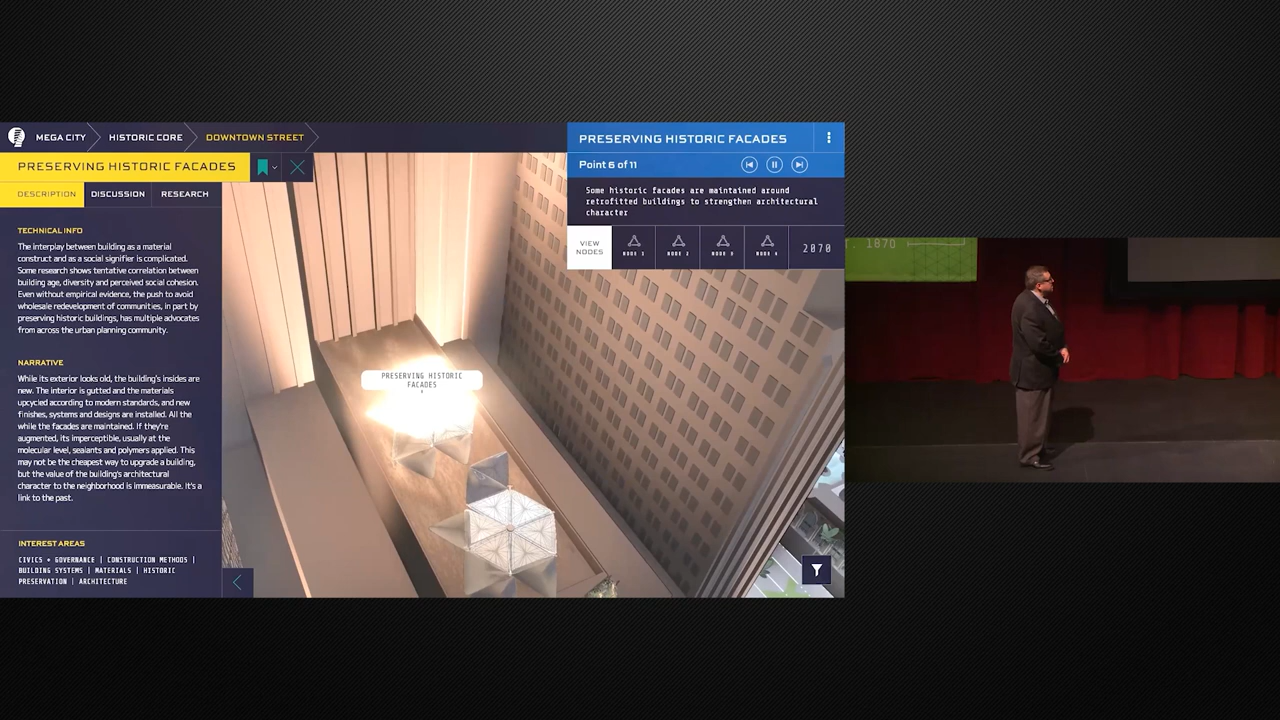 MEGA CITY
HISTORIC CORE
DOWNTOWN STREET
PRESERVING HISTORIC FACADES
DESCRIPTION
DISCUSSION
RESEARCH
TECHNICAL INFO
The interplay between building as a material
construct and as a social signifier is complicated.
Some research shows tentative correlation between
building age, diversity and perceived social cohesion.
Even without empirical evidence, the push to avoid
wholesale redevelopment of communities, in part by
preserving historic buildings, has multiple advocates
from across the urban planning community.
NARRATIVE
While its exterior looks old, the building's insides are
new. The interior is gutted and the materials
upcycled according to modern standards, and new
finishes, systems and designs are installed. All the
while the facades are maintained. If they're
augmented, its imperceptible, usually at the
molecular level, sealants and polymers applied. This
may not be the cheapest way to upgrade a building,
but the value of the building's architectural
character to the neighborhood is immeasurable. It's a
link to the past.
INTEREST AREAS
CIVICS + GOVERNANCE | CONSTRUCTION METHODS |
BUILDING SYSTEMS | MATERIALS | HISTORIC
PRESERVATION | ARCHITECTURE
PRESERVING HISTORIC
FACADES
PRESERVING HISTORIC FACADES
Point 6 of 11
Some historic facades are maintained around
retrofitted buildings to strengthen architectural
character
VIEW
NODES
NODE 1
NODE 2
NODE 3
NODE 4
2070
1870